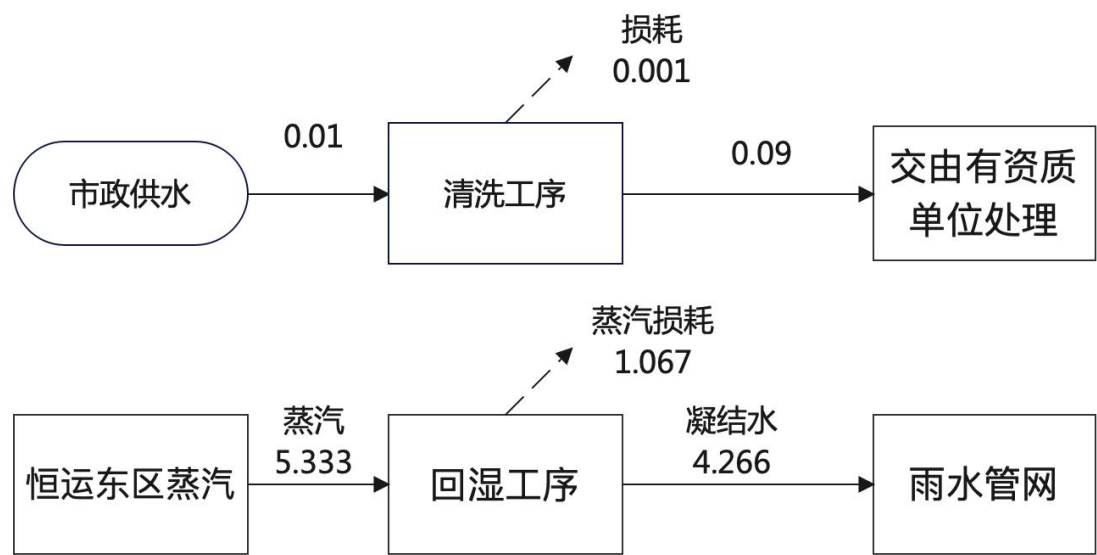 损耗
0.001
0.01
0.09
市政供水
清洗工序
交由有资质
单位处理
蒸汽损耗
1.067
蒸汽
5.333
凝结水
4.266
恒运东区蒸汽
回湿工序
雨水管网